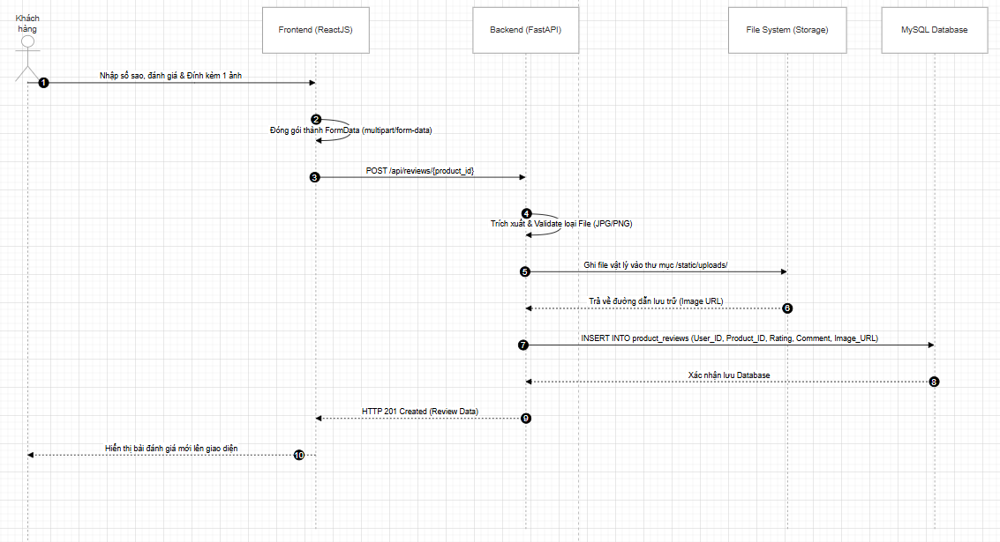 Khách
hàng
Frontend (ReactJS)
Backend (FastAPI)
File System (Storage)
MySQL Database
1
Nhập số sao, đánh giá & Đính kèm 1 ảnh
2
Đóng gói thành FormData (multipart/form-data)
3
POST /api/reviews/{product_id}
4
Trích xuất & Validate loại File (JPG/PNG)
5
Ghi file vật lý vào thư mục /static/uploads/
Trả về đường dẫn lưu trữ (Image URL)
6
7
INSERT INTO product_reviews (User_ID, Product_ID, Rating, Comment, Image_URL)
Xác nhận lưu Database
8
HTTP 201 Created (Review Data)
9
Hiển thị bài đánh giá mới lên giao diện
10